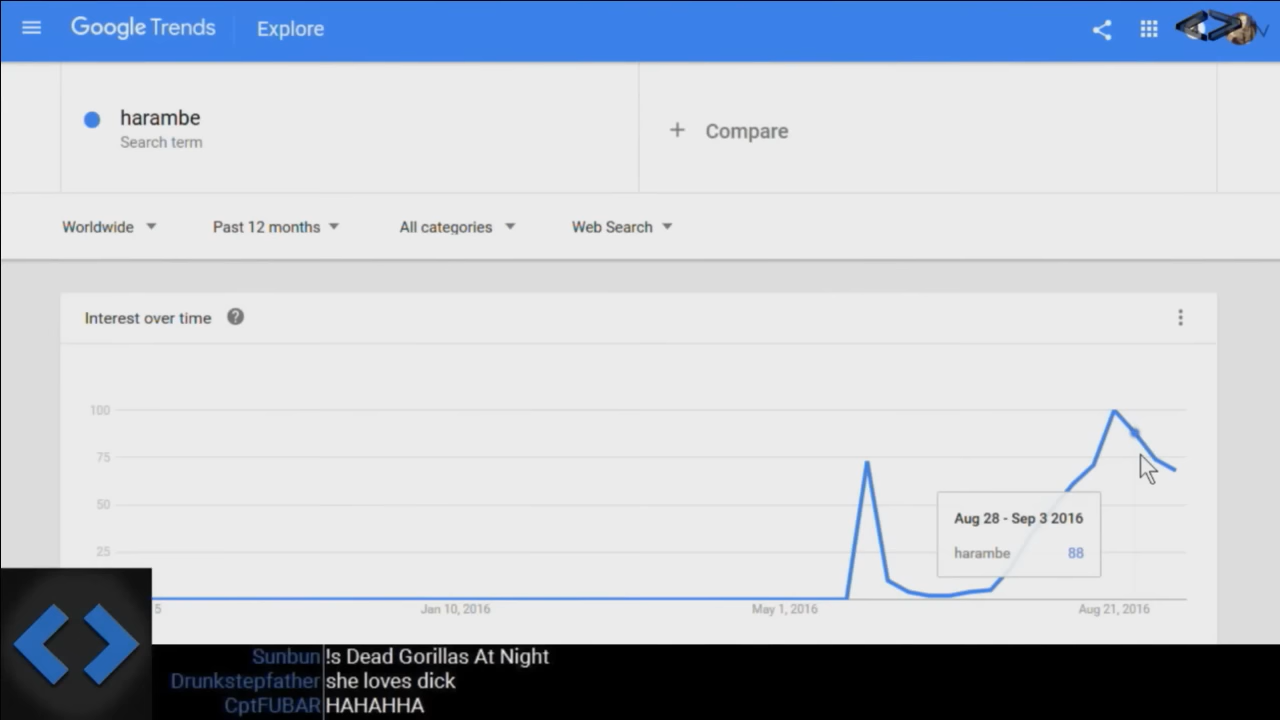 Google Trends
Explore
harambe
Search term
+ Compare
Worldwide
Past 12 months
All categories
Web Search
Interest over time ?
100
75
50
25
Aug 28 - Sep 3 2016
harambe 88
5
Jan 10, 2016
May 1, 2016
Aug 21, 2016
Sunbun !s Dead Gorillas At Night
Drunkstepfather she loves dick
CptFUBAR HAHAHHA